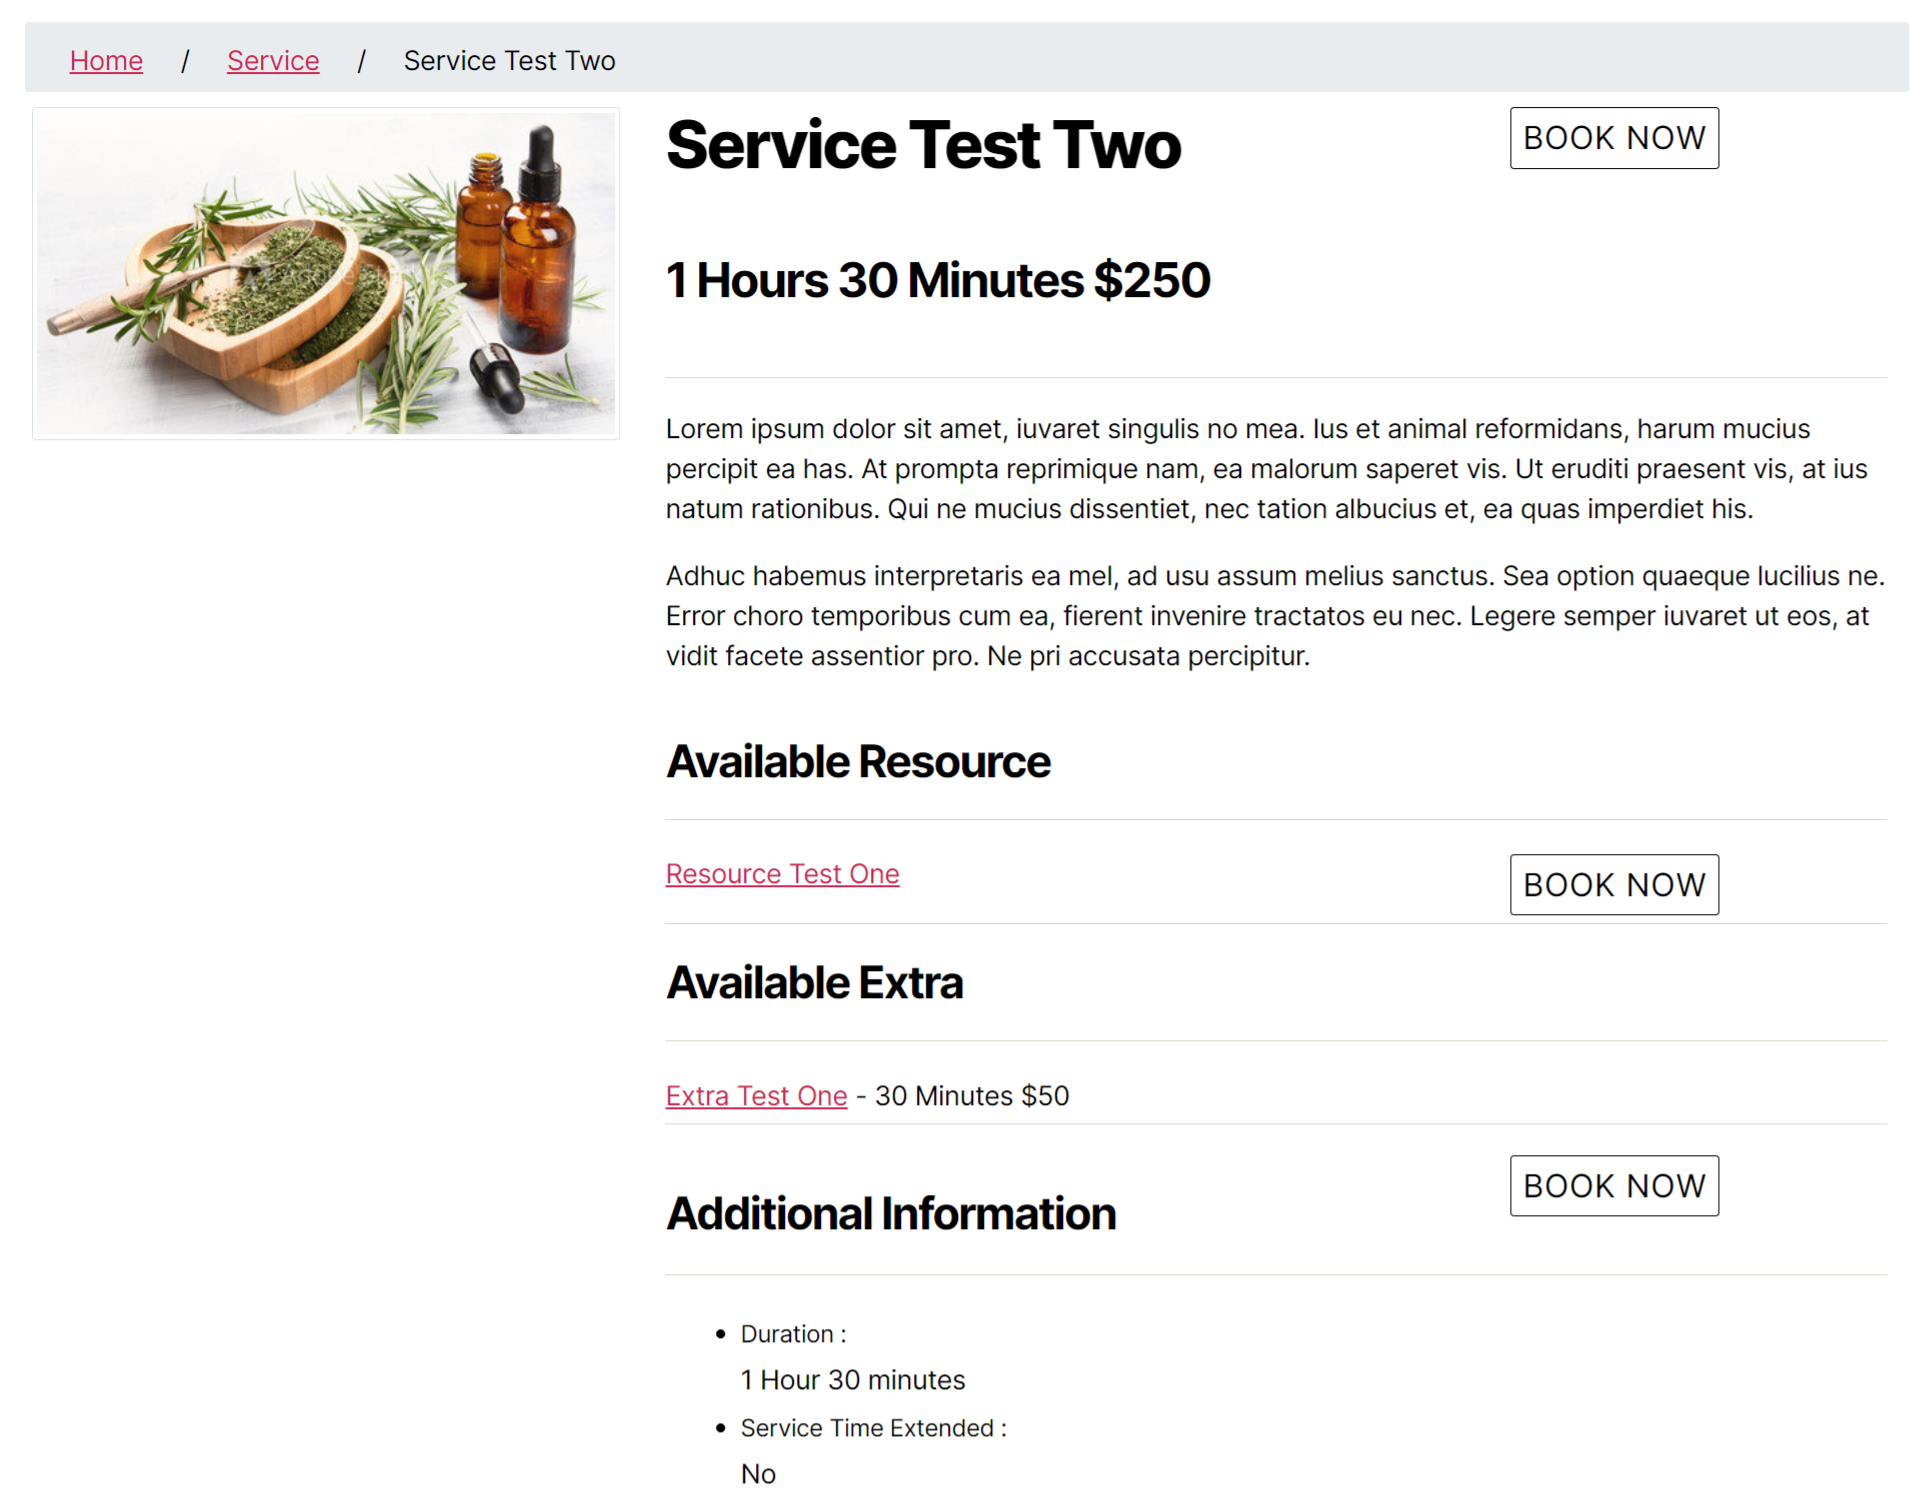 Home / Service / Service Test Two
Service Test Two
BOOK NOW
1 Hours 30 Minutes $250
Lorem ipsum dolor sit amet, iuvaret singulis no mea. Ius et animal reformidans, harum mucius
percipit ea has. At prompta reprimique nam, ea malorum saperet vis. Ut eruditi praesent vis, at ius
natum rationibus. Qui ne mucius dissentiet, nec tation albucius et, ea quas imperdiet his.
Adhuc habemus interpretaris ea mel, ad usu assum melius sanctus. Sea option quaeque lucilius ne.
Error choro temporibus cum ea, fierent invenire tractatos eu nec. Legere semper iuvaret ut eos, at
vidit facete assentior pro. Ne pri accusata percipitur.
Available Resource
Resource Test One
BOOK NOW
Available Extra
Extra Test One - 30 Minutes $50
BOOK NOW
Additional Information
• Duration :
1 Hour 30 minutes
• Service Time Extended :
No